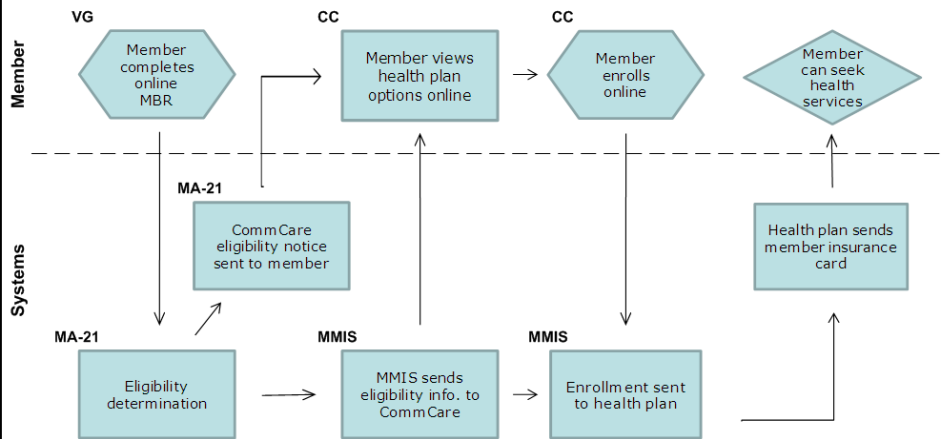 VG
CC
CC
Member
Member
completes
online
MBR
Member views
health plan
options online
Member
enrolls
online
Member
can seek
health
services
Systems
MA-21
CommCare
eligibility notice
sent to member
Health plan sends
member insurance
card
MA-21
MMIS
MMIS
Eligibility
determination
MMIS sends
eligibility info. to
CommCare
Enrollment sent
to health plan